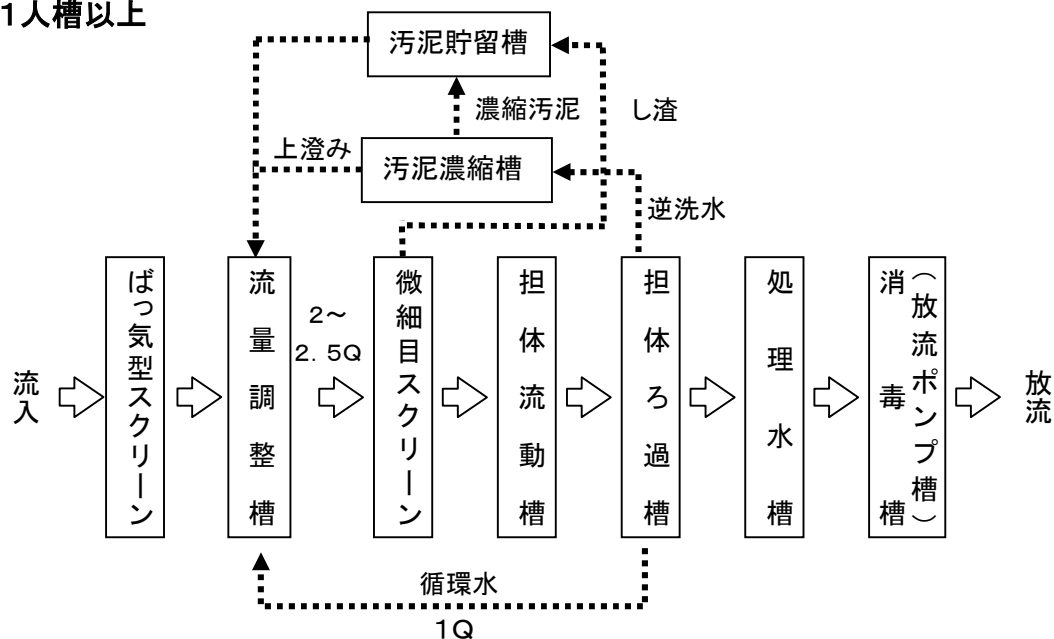 1人槽以上
汚泥貯留槽
濃縮汚泥
し渣
上澄み
汚泥濃縮槽
逆洗水
流入
ばっ気型スクリーン
流量調整槽
2~
2.5Q
微細目スクリーン
担体流動槽
担体ろ過槽
処理水槽
消毒槽
(放流ポンプ槽)
放流
循環水
1Q